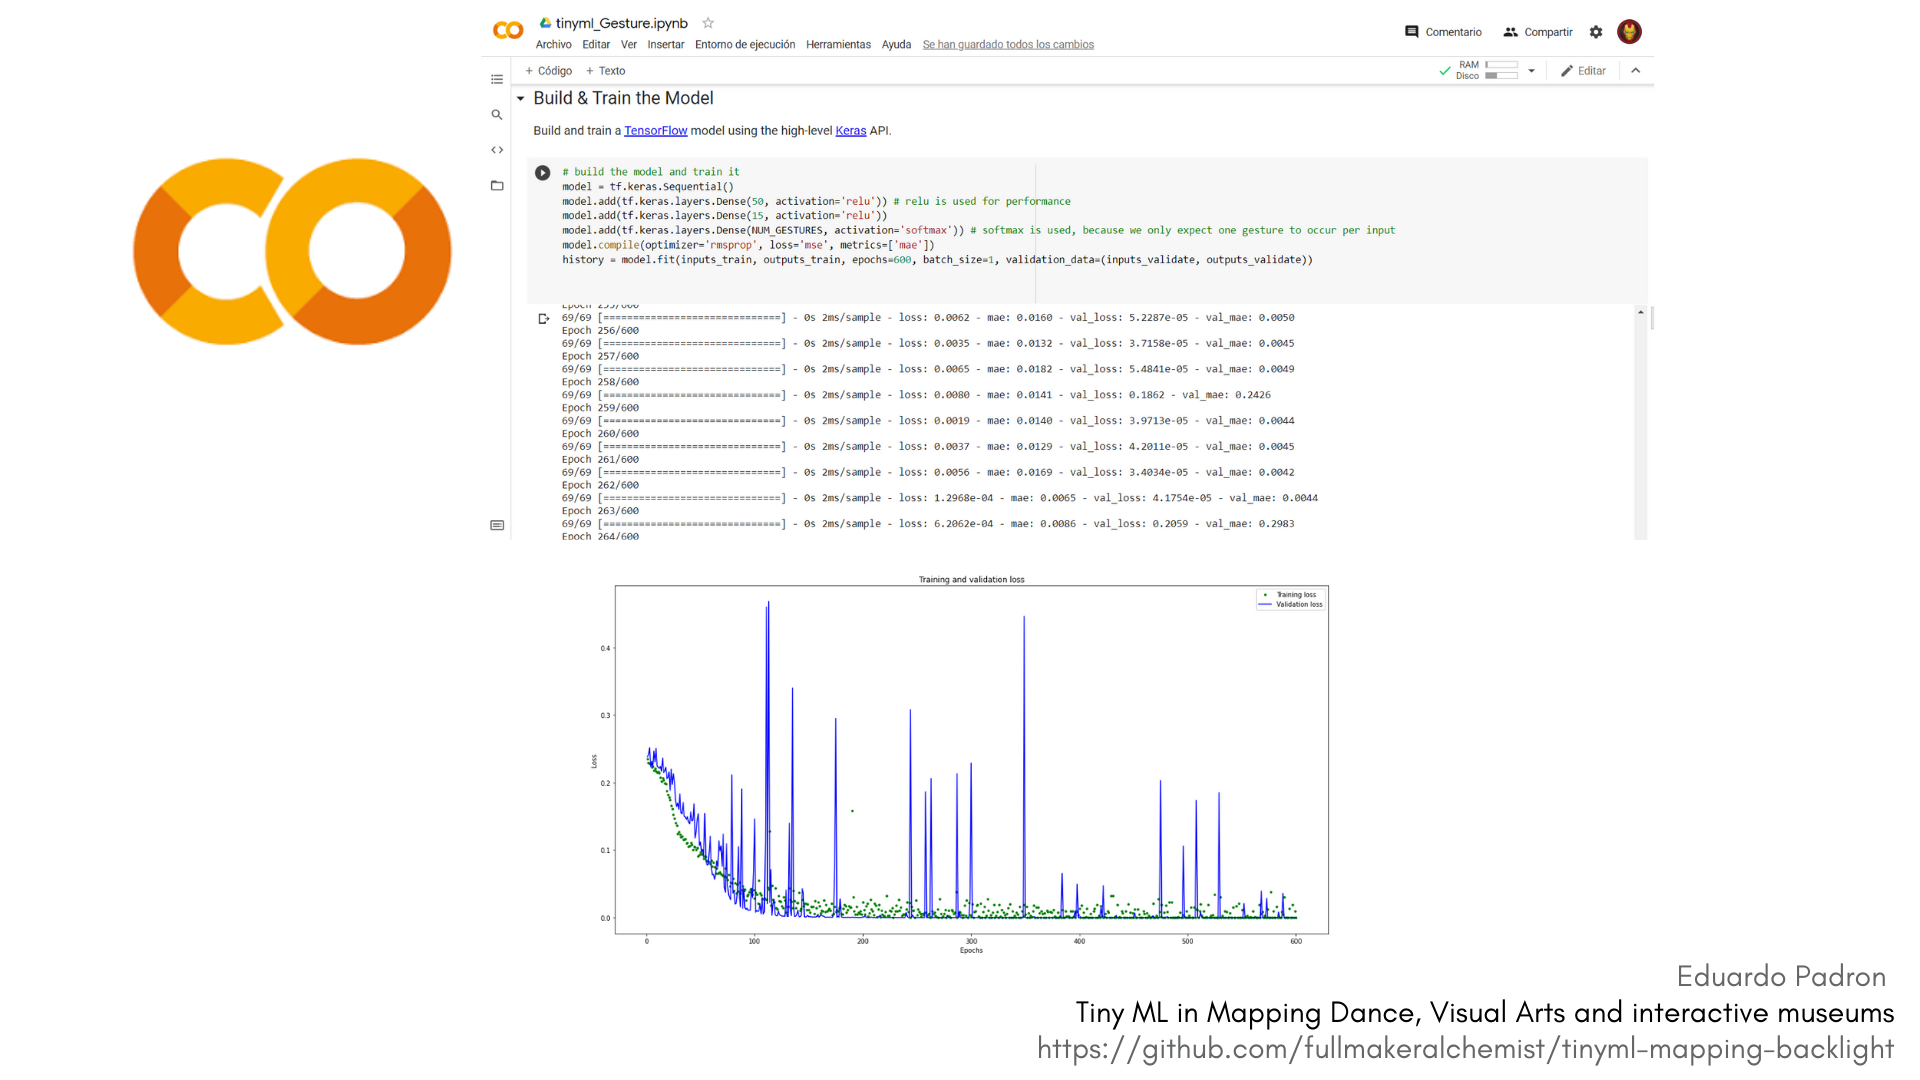 tinyml_Gesture.ipynb
Archivo Editar Ver Insertar Entorno de ejecución Herramientas Ayuda Se han guardado todos los cambios
Comentario Compartir
+ Código + Texto
RAM
Disco
Editar
Build & Train the Model
Build and train a TensorFlow model using the high-level Keras API.
# build the model and train it
model = tf.keras.Sequential()
model.add(tf.keras.layers.Dense(50, activation='relu')) # relu is used for performance
model.add(tf.keras.layers.Dense(15, activation='relu'))
model.add(tf.keras.layers.Dense(NUM_GESTURES, activation='softmax')) # softmax is used, because we only expect one gesture to occur per input
model.compile(optimizer='rmsprop', loss='mse', metrics=['mae'])
history = model.fit(inputs_train, outputs_train, epochs=600, batch_size=1, validation_data=(inputs_validate, outputs_validate))
Epoch 255/600
69/69 [==============================] - 0s 2ms/sample - loss: 0.0062 - mae: 0.0160 - val_loss: 5.2287e-05 - val_mae: 0.0050
Epoch 256/600
69/69 [==============================] - 0s 2ms/sample - loss: 0.0035 - mae: 0.0132 - val_loss: 3.7158e-05 - val_mae: 0.0045
Epoch 257/600
69/69 [==============================] - 0s 2ms/sample - loss: 0.0065 - mae: 0.0182 - val_loss: 5.4841e-05 - val_mae: 0.0049
Epoch 258/600
69/69 [==============================] - 0s 2ms/sample - loss: 0.0080 - mae: 0.0141 - val_loss: 0.1862 - val_mae: 0.2426
Epoch 259/600
69/69 [==============================] - 0s 2ms/sample - loss: 0.0019 - mae: 0.0140 - val_loss: 3.9713e-05 - val_mae: 0.0044
Epoch 260/600
69/69 [==============================] - 0s 2ms/sample - loss: 0.0037 - mae: 0.0129 - val_loss: 4.2011e-05 - val_mae: 0.0045
Epoch 261/600
69/69 [==============================] - 0s 2ms/sample - loss: 0.0056 - mae: 0.0169 - val_loss: 3.4034e-05 - val_mae: 0.0042
Epoch 262/600
69/69 [==============================] - 0s 2ms/sample - loss: 1.2968e-04 - mae: 0.0065 - val_loss: 4.1754e-05 - val_mae: 0.0044
Epoch 263/600
69/69 [==============================] - 0s 2ms/sample - loss: 6.2062e-04 - mae: 0.0086 - val_loss: 0.2059 - val_mae: 0.2983
Epoch 264/600
Training and validation loss
Training loss
Validation loss
0.4
0.3
0.2
0.1
0.0
Loss
0 100 200 300 400 500 600
Epochs
Eduardo Padron
Tiny ML in Mapping Dance, Visual Arts and interactive museums
https://github.com/fullmakeralchemist/tinyml-mapping-backlight